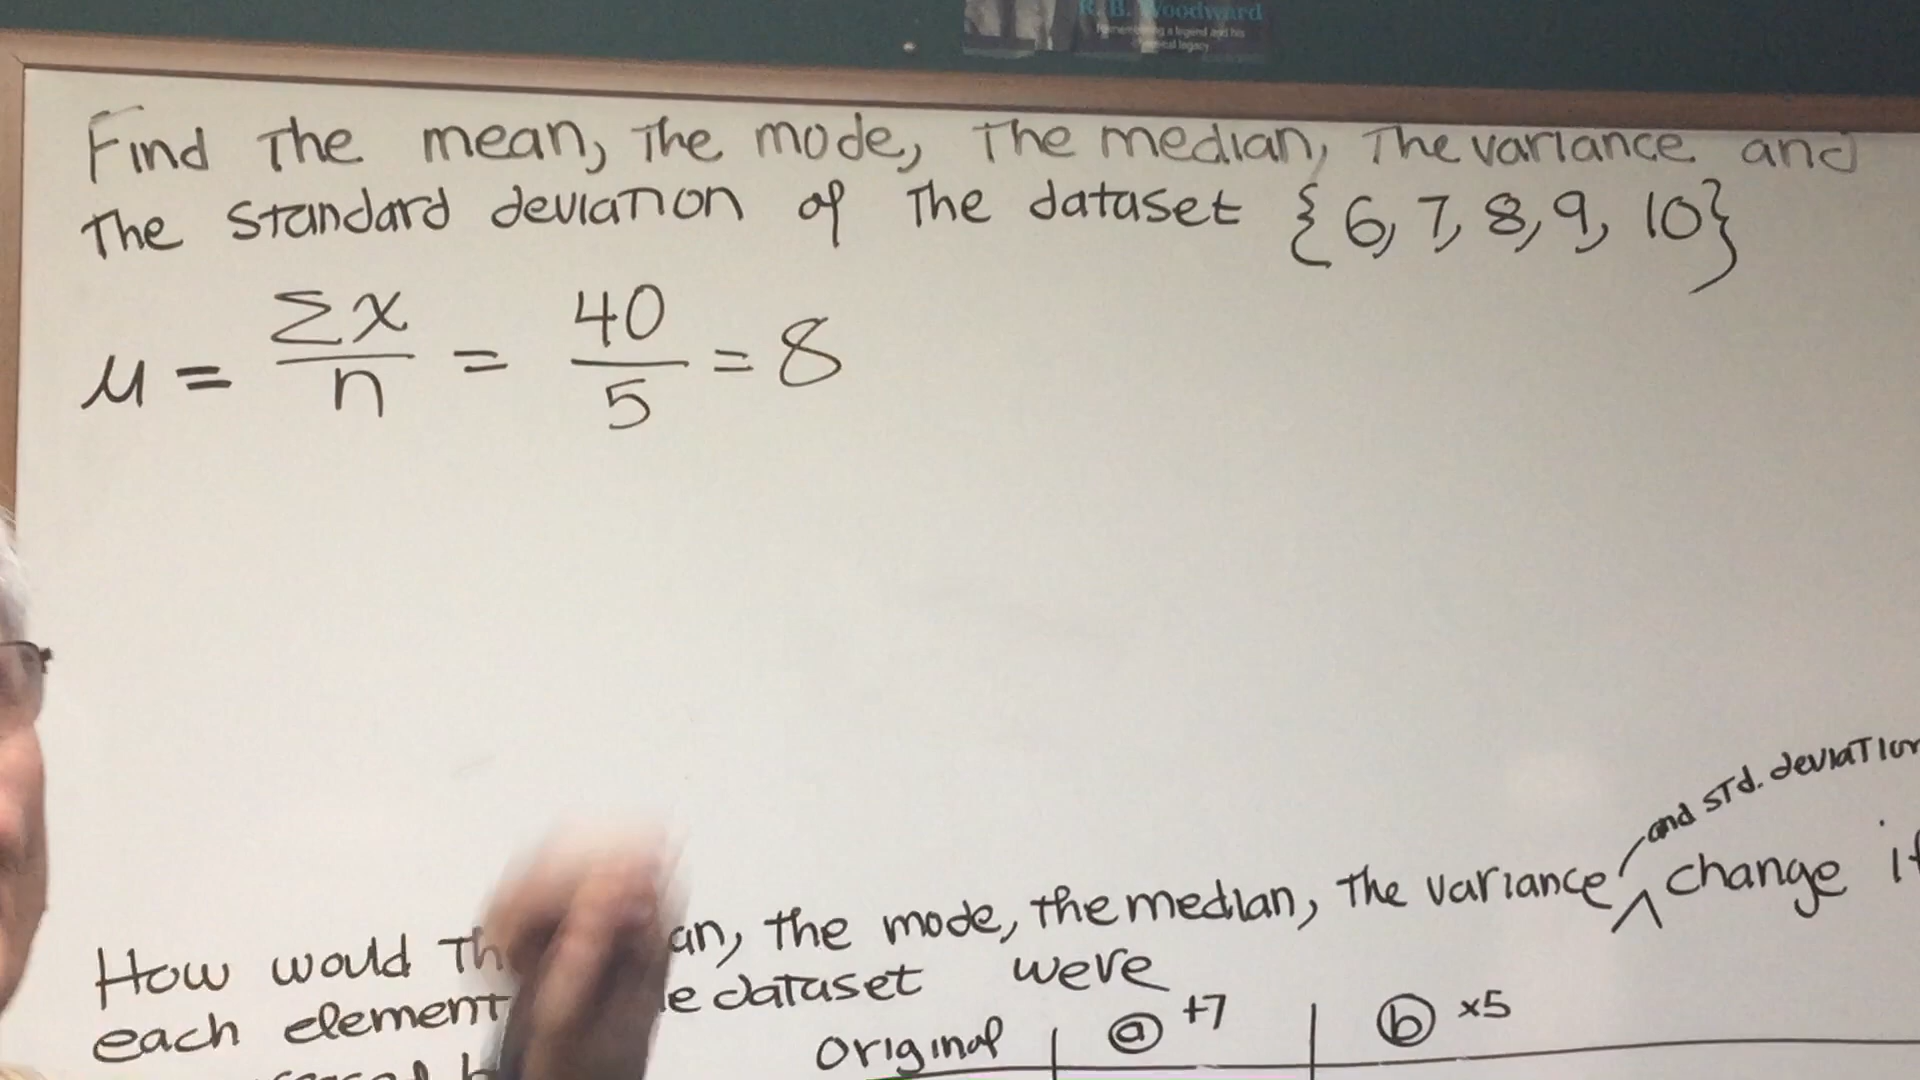 R. B. Woodward
Find The mean, The mode, The median, The variance and
The standard deviation of The dataset {6, 7, 8, 9, 10}
μ = Σx / n = 40 / 5 = 8
and std. deviation
How would an, the mode, the median, the variance change if
each element dataset were
original | ⓐ +7 | ⓑ ×5